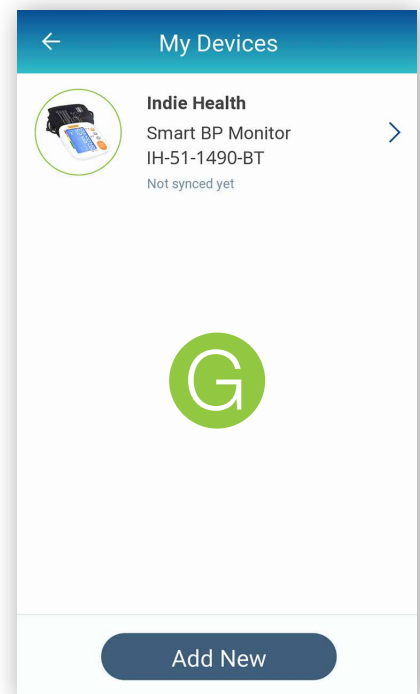 My Devices
Indie Health
Smart BP Monitor
IH-51-1490-BT
Not synced yet
G
Add New